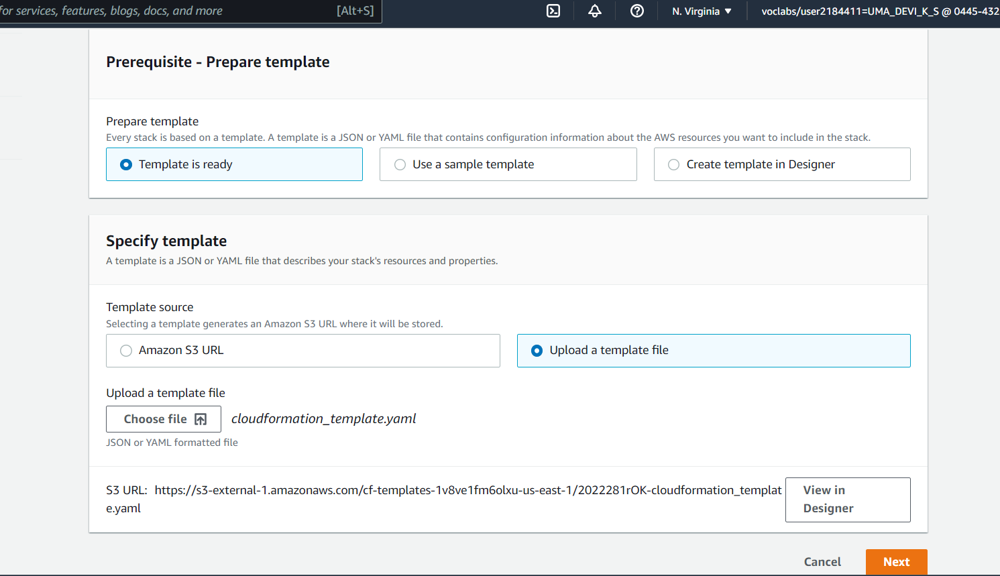 for services, features, blogs, docs, and more [Alt+S] N. Virginia ▼ voclabs/user2184411=UMA_DEVI_K_S @ 0445-432
Prerequisite - Prepare template
Prepare template
Every stack is based on a template. A template is a JSON or YAML file that contains configuration information about the AWS resources you want to include in the stack.
Template is ready Use a sample template Create template in Designer
Specify template
A template is a JSON or YAML file that describes your stack's resources and properties.
Template source
Selecting a template generates an Amazon S3 URL where it will be stored.
Amazon S3 URL Upload a template file
Upload a template file
Choose file cloudformation_template.yaml
JSON or YAML formatted file
S3 URL: https://s3-external-1.amazonaws.com/cf-templates-1v8ve1fm6olxu-us-east-1/2022281rOK-cloudformation_templat
e.yaml
View in
Designer
Cancel Next